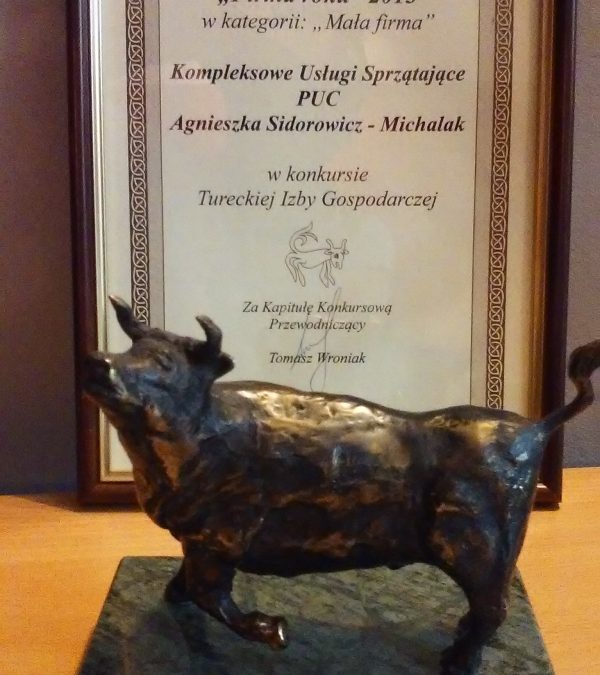 w kategorii: „Mała firma”
Kompleksowe Usługi Sprzątające
PUC
Agnieszka Sidorowicz - Michalak
w konkursie
Tureckiej Izby Gospodarczej
Za Kapitułę Konkursową
Przewodniczący
Tomasz Wroniak